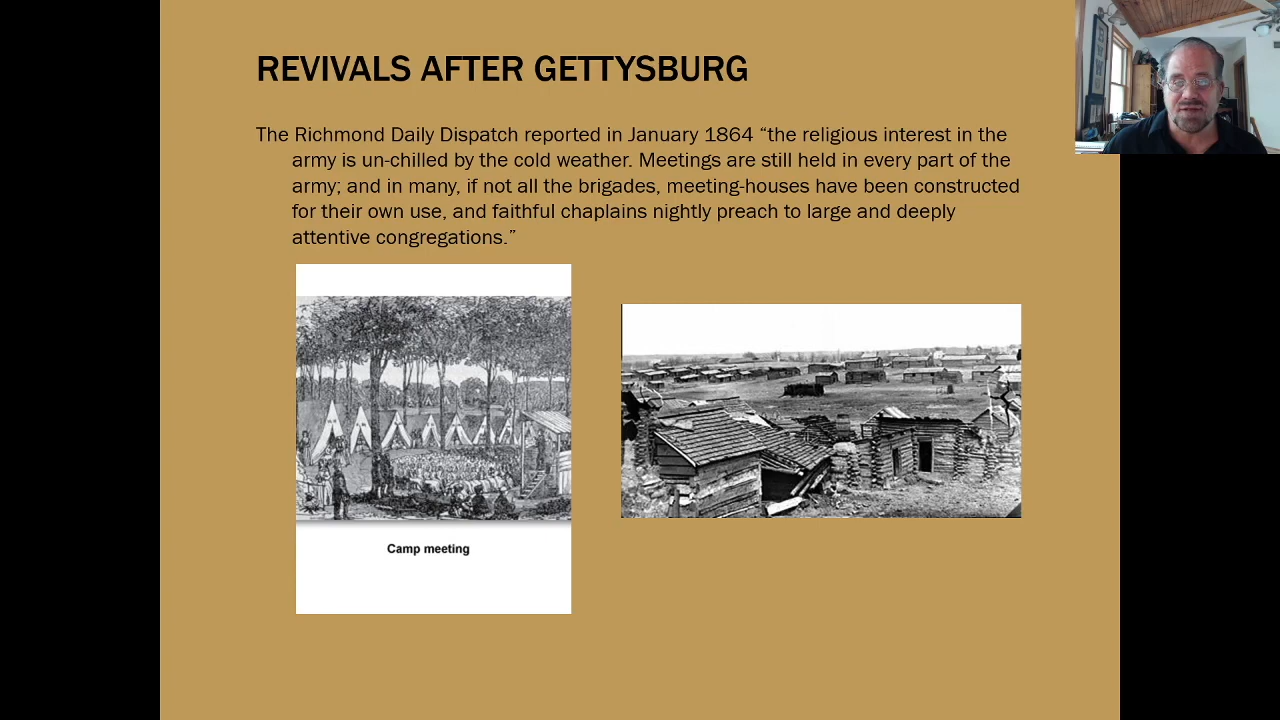 REVIVALS AFTER GETTYSBURG
The Richmond Daily Dispatch reported in January 1864 “the religious interest in the
army is un-chilled by the cold weather. Meetings are still held in every part of the
army; and in many, if not all the brigades, meeting-houses have been constructed
for their own use, and faithful chaplains nightly preach to large and deeply
attentive congregations.”
Camp meeting